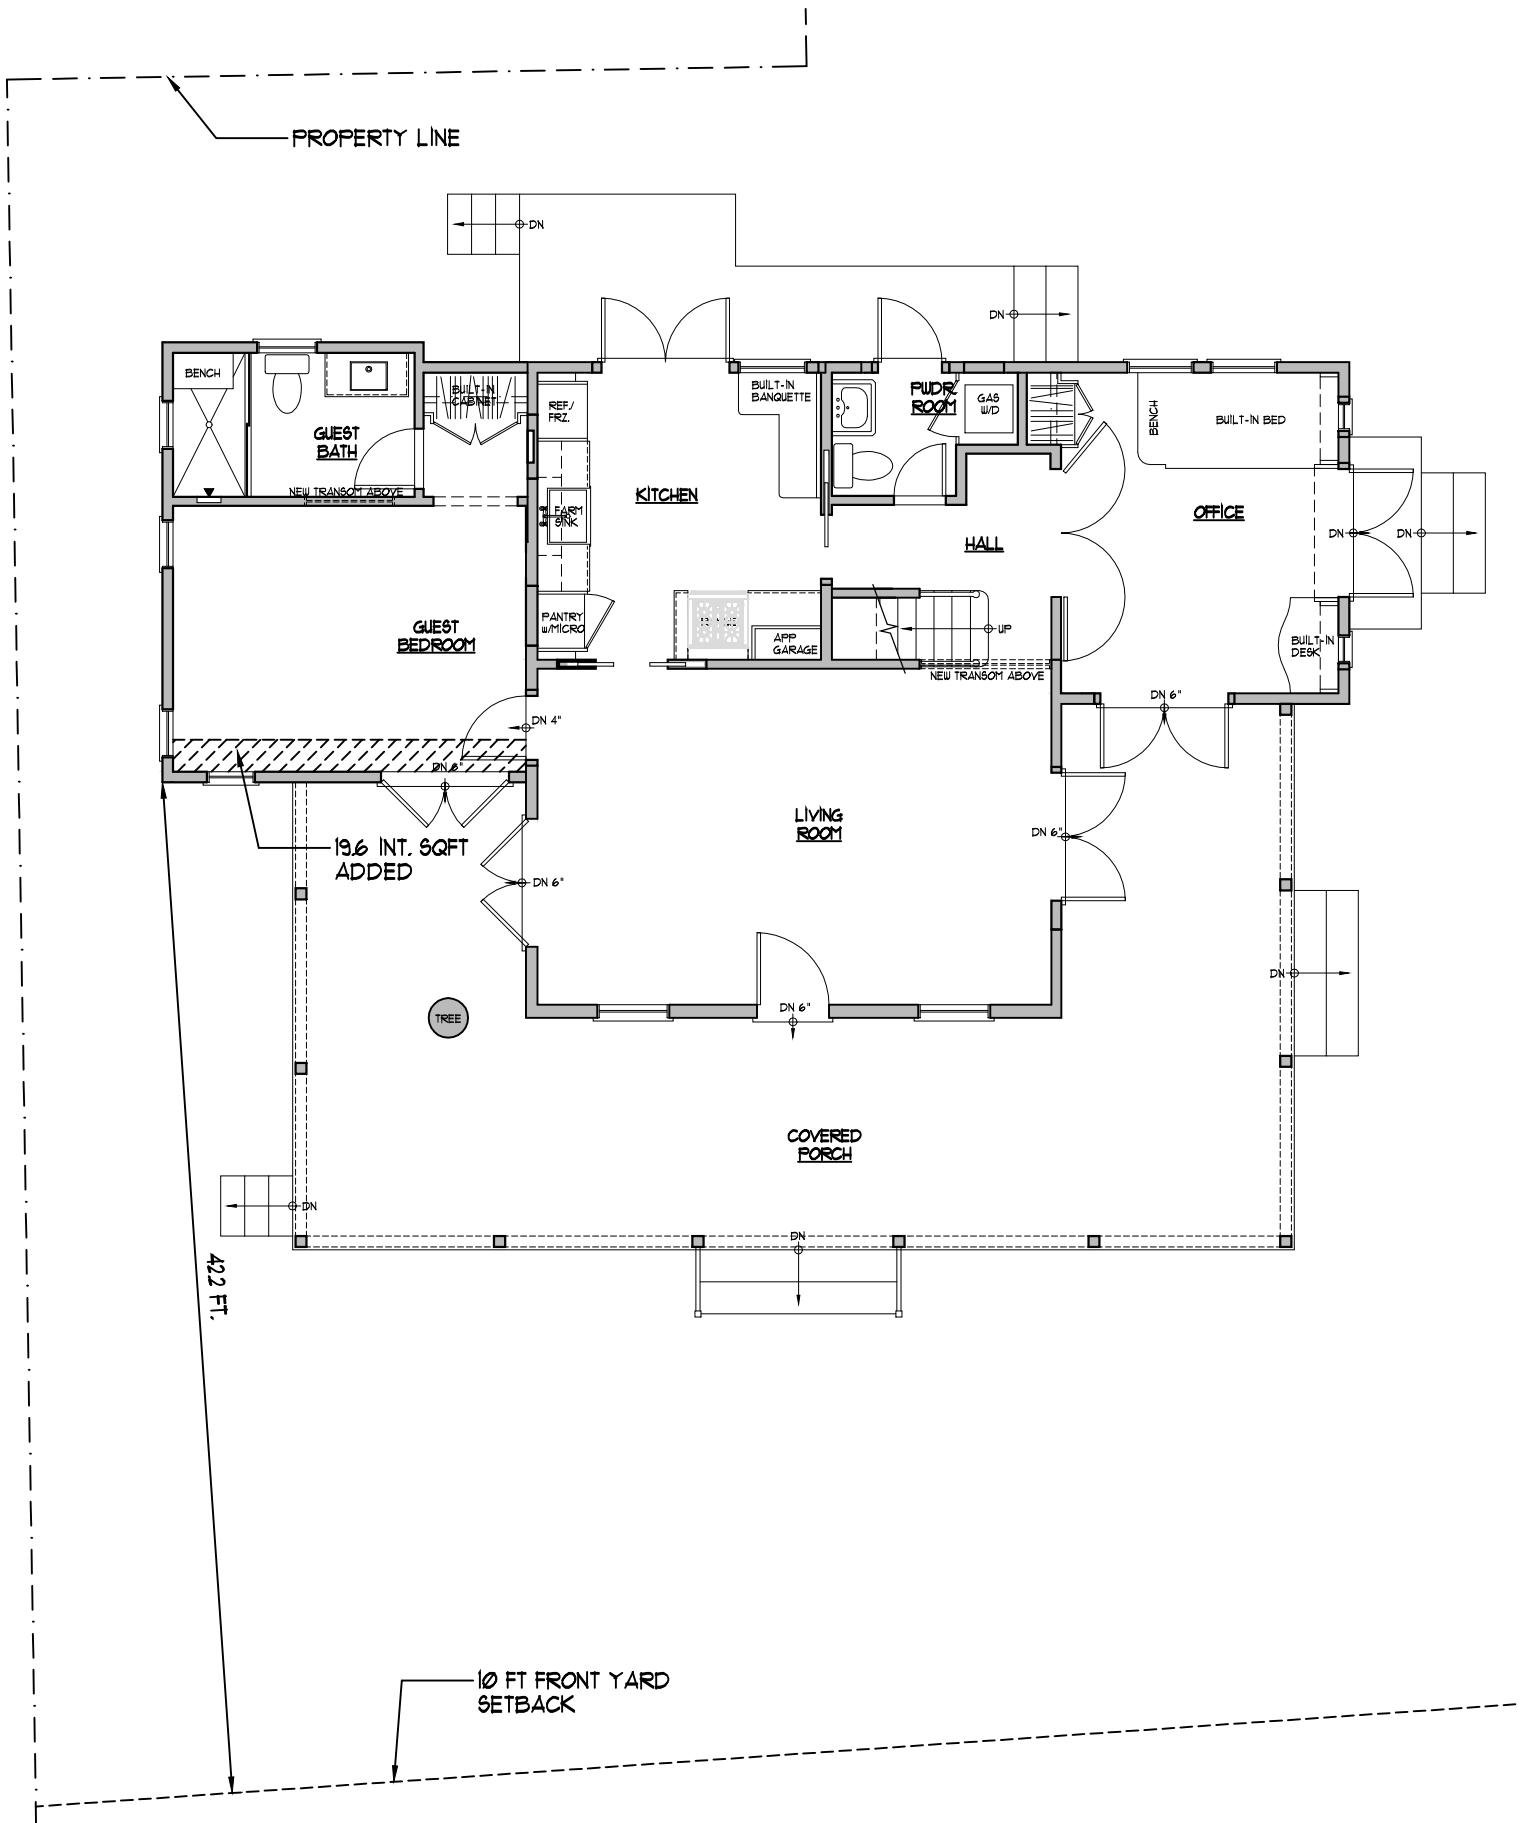 PROPERTY LINE
DN
DN
BENCH
BUILT-IN
CABINET
REF./
FRZ.
BUILT-IN
BANQUETTE
PWDR
ROOM
GAS
W/D
BENCH
BUILT-IN BED
GUEST
BATH
NEW TRANSOM ABOVE
KITCHEN
FARM
SINK
HALL
OFFICE
DN
DN
PANTRY
W/MICRO
APP
GARAGE
UP
BUILT-IN
DESK
GUEST
BEDROOM
NEW TRANSOM ABOVE
DN 6"
DN 4"
DN 6"
19.6 INT. SQFT
ADDED
LIVING
ROOM
DN 6"
DN 6"
DN
DN 6"
TREE
COVERED
PORCH
DN
DN
42.2 FT.
10 FT FRONT YARD
SETBACK